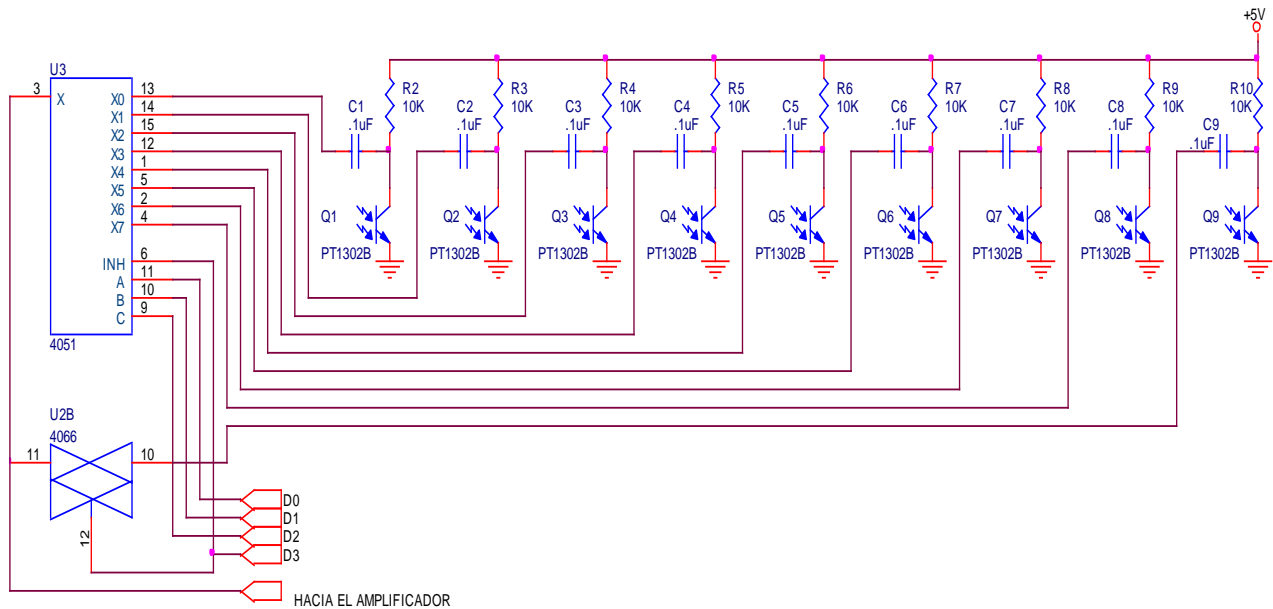 +5V
U3
3
X
13
X0
14
X1
15
X2
12
X3
1
X4
5
X5
2
X6
4
X7
6
INH
11
A
10
B
9
C
4051
C1
.1uF
R2
10K
C2
.1uF
R3
10K
C3
.1uF
R4
10K
C4
.1uF
R5
10K
C5
.1uF
R6
10K
C6
.1uF
R7
10K
C7
.1uF
R8
10K
C8
.1uF
R9
10K
C9
.1uF
R10
10K
Q1
PT1302B
Q2
PT1302B
Q3
PT1302B
Q4
PT1302B
Q5
PT1302B
Q6
PT1302B
Q7
PT1302B
Q8
PT1302B
Q9
PT1302B
U2B
4066
11
10
12
D0
D1
D2
D3
HACIA EL AMPLIFICADOR